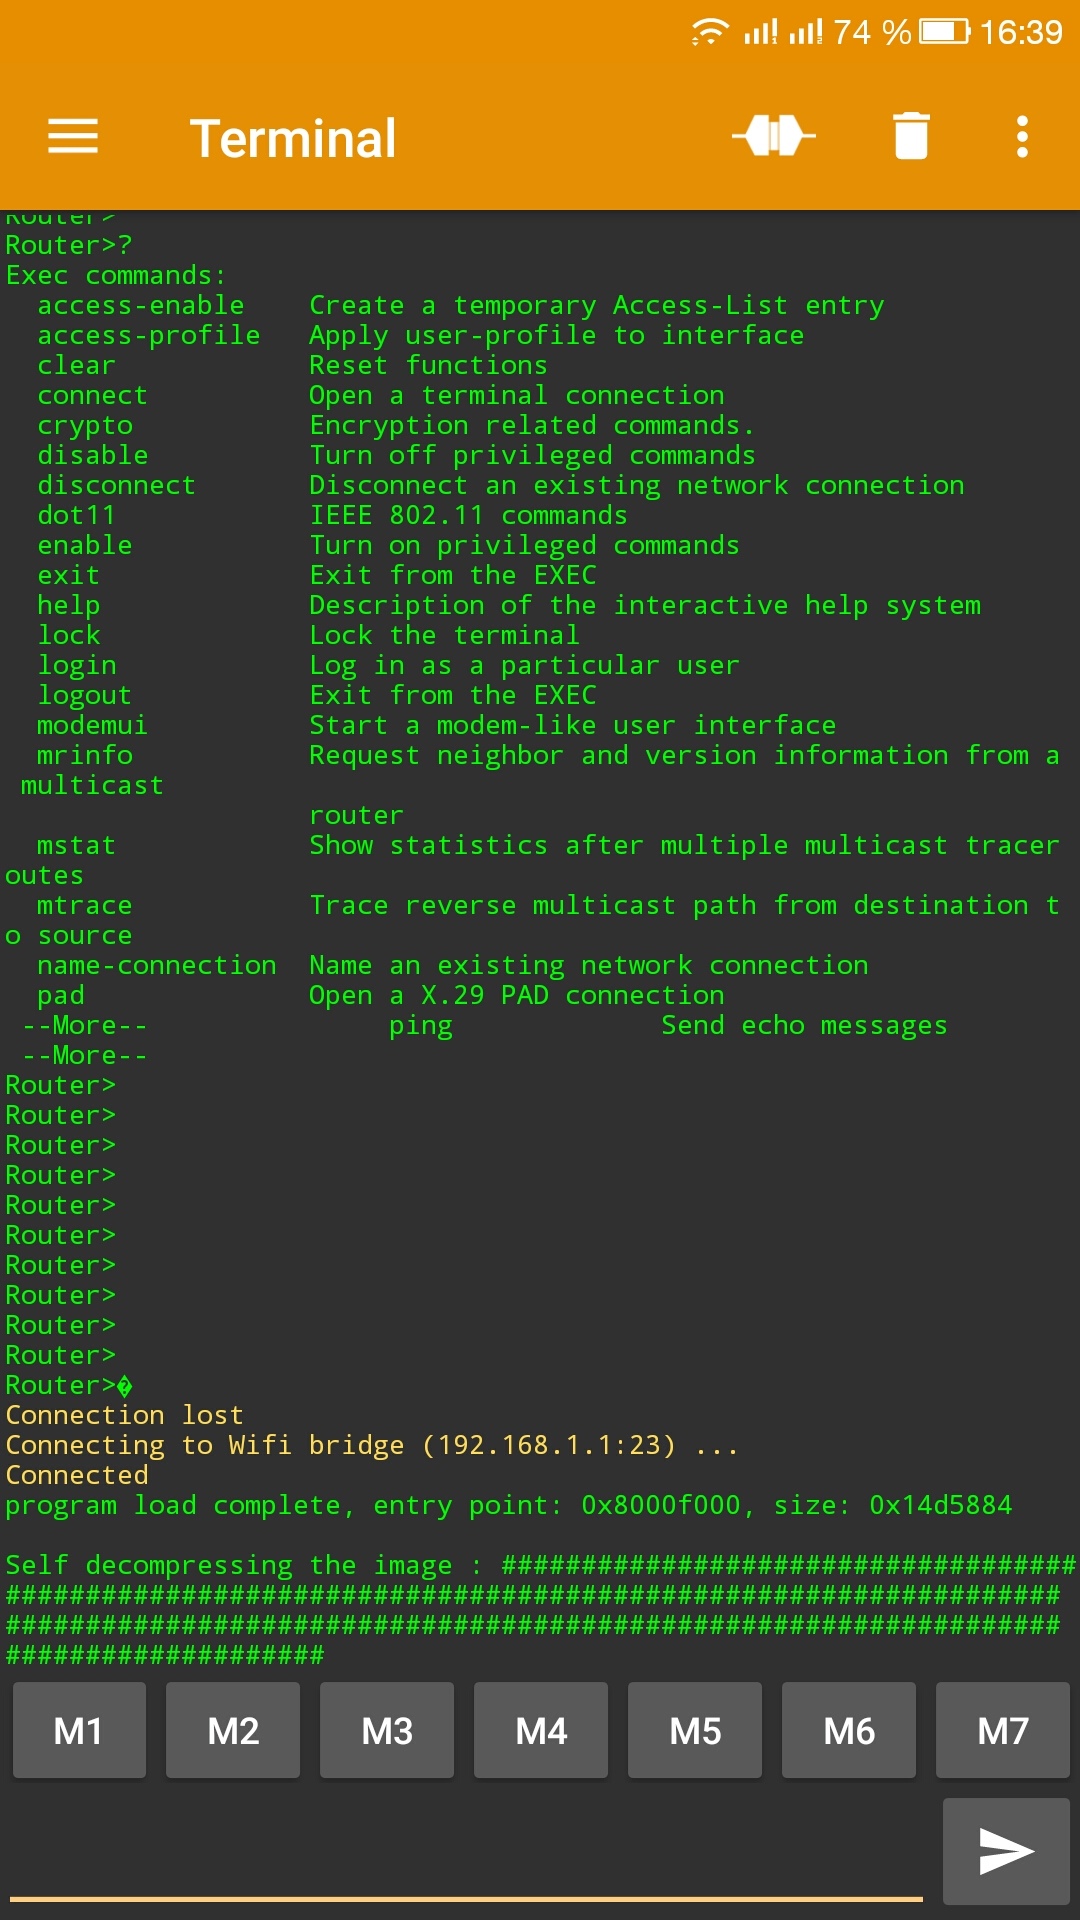 74 % 16:39
Terminal
Router>
Router>?
Exec commands:
  access-enable    Create a temporary Access-List entry
  access-profile   Apply user-profile to interface
  clear            Reset functions
  connect          Open a terminal connection
  crypto           Encryption related commands.
  disable          Turn off privileged commands
  disconnect       Disconnect an existing network connection
  dot11            IEEE 802.11 commands
  enable           Turn on privileged commands
  exit             Exit from the EXEC
  help             Description of the interactive help system
  lock             Lock the terminal
  login            Log in as a particular user
  logout           Exit from the EXEC
  modemui          Start a modem-like user interface
  mrinfo           Request neighbor and version information from a
 multicast
                   router
  mstat            Show statistics after multiple multicast tracer
outes
  mtrace           Trace reverse multicast path from destination t
o source
  name-connection  Name an existing network connection
  pad              Open a X.29 PAD connection
 --More--               ping             Send echo messages
 --More--
Router>
Router>
Router>
Router>
Router>
Router>
Router>
Router>
Router>
Router>
Router>�
Connection lost
Connecting to Wifi bridge (192.168.1.1:23) ...
Connected
program load complete, entry point: 0x8000f000, size: 0x14d5884
Self decompressing the image : ####################################
##################################################################
##################################################################
####################
M1 M2 M3 M4 M5 M6 M7